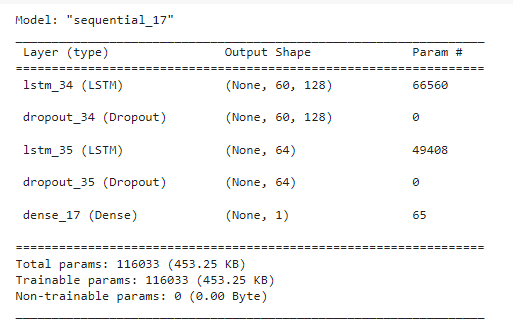 Model: "sequential_17"
Layer (type) Output Shape Param #
lstm_34 (LSTM) (None, 60, 128) 66560
dropout_34 (Dropout) (None, 60, 128) 0
lstm_35 (LSTM) (None, 64) 49408
dropout_35 (Dropout) (None, 64) 0
dense_17 (Dense) (None, 1) 65
Total params: 116033 (453.25 KB)
Trainable params: 116033 (453.25 KB)
Non-trainable params: 0 (0.00 Byte)